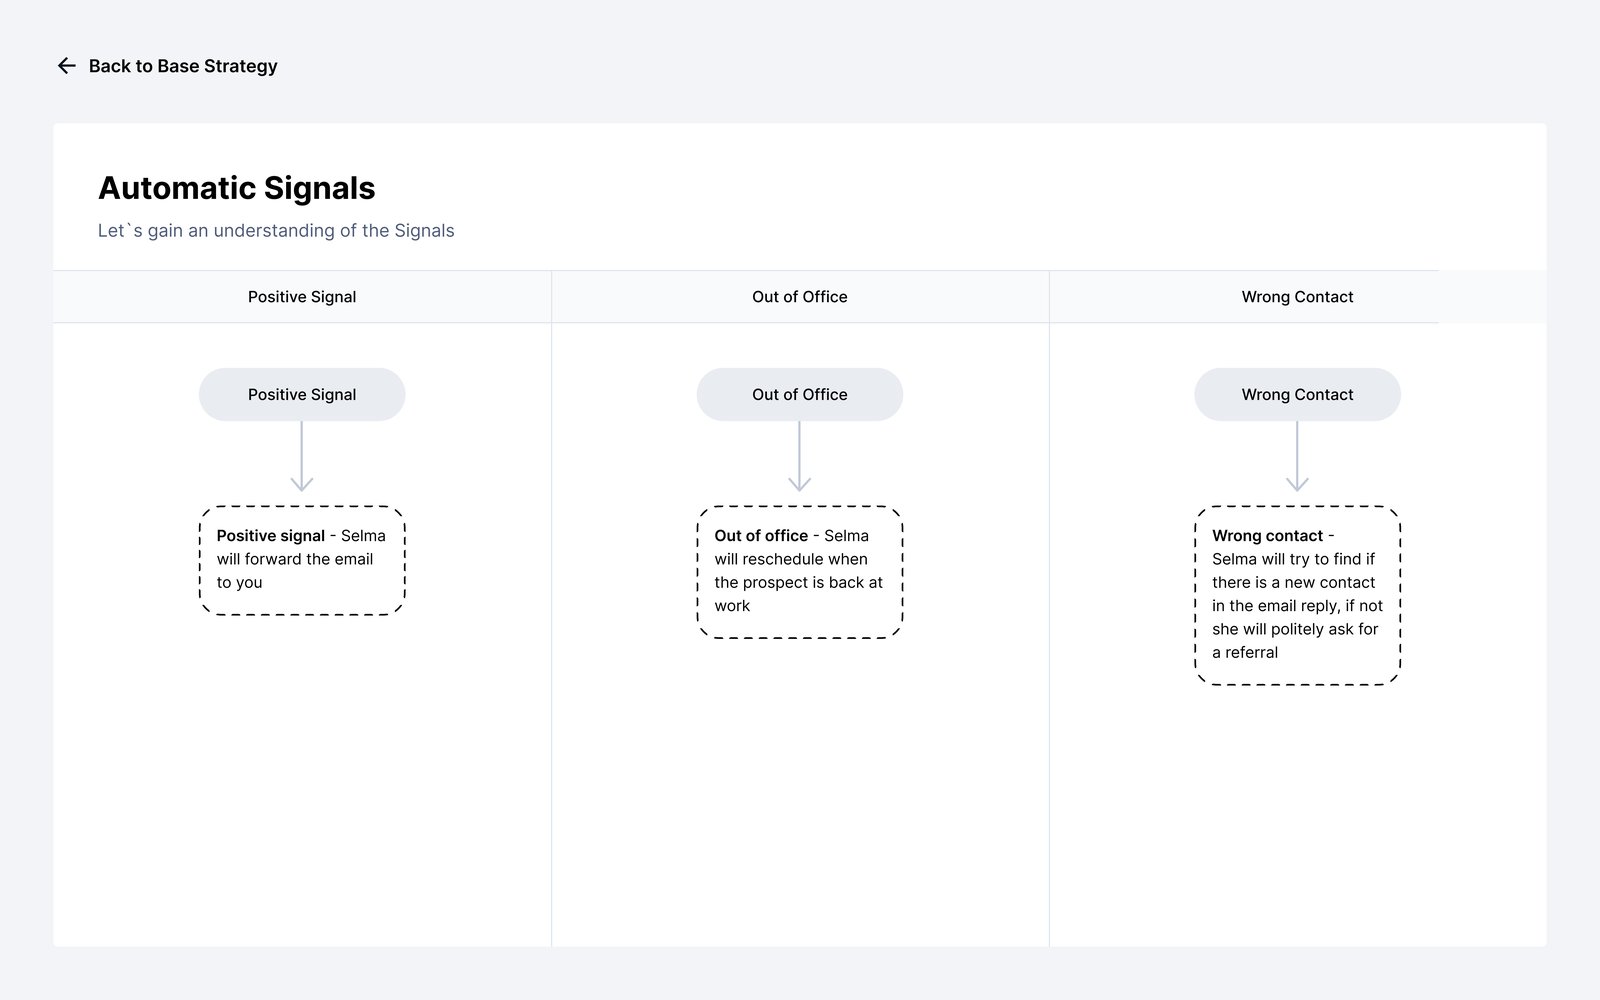 Back to Base Strategy
Automatic Signals
Let`s gain an understanding of the Signals
Positive Signal
Out of Office
Wrong Contact
Positive Signal
Out of Office
Wrong Contact
Positive signal - Selma
will forward the email
to you
Out of office - Selma
will reschedule when
the prospect is back at
work
Wrong contact -
Selma will try to find if
there is a new contact
in the email reply, if not
she will politely ask for
a referral